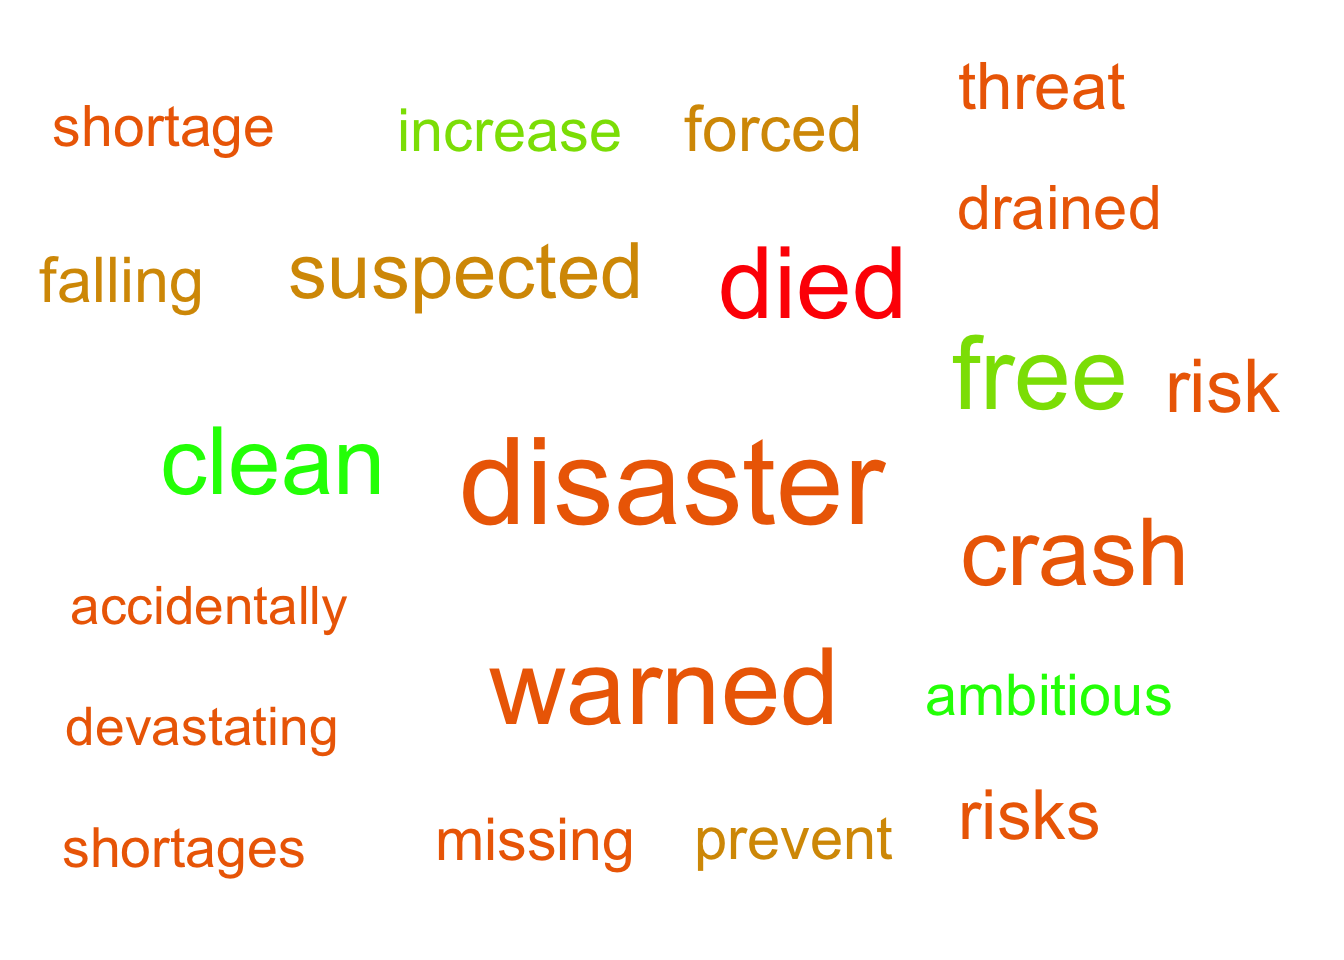 threat
shortage increase forced
drained
falling suspected died
free risk
clean disaster
crash
accidentally
warned ambitious
devastating
risks
shortages missing prevent